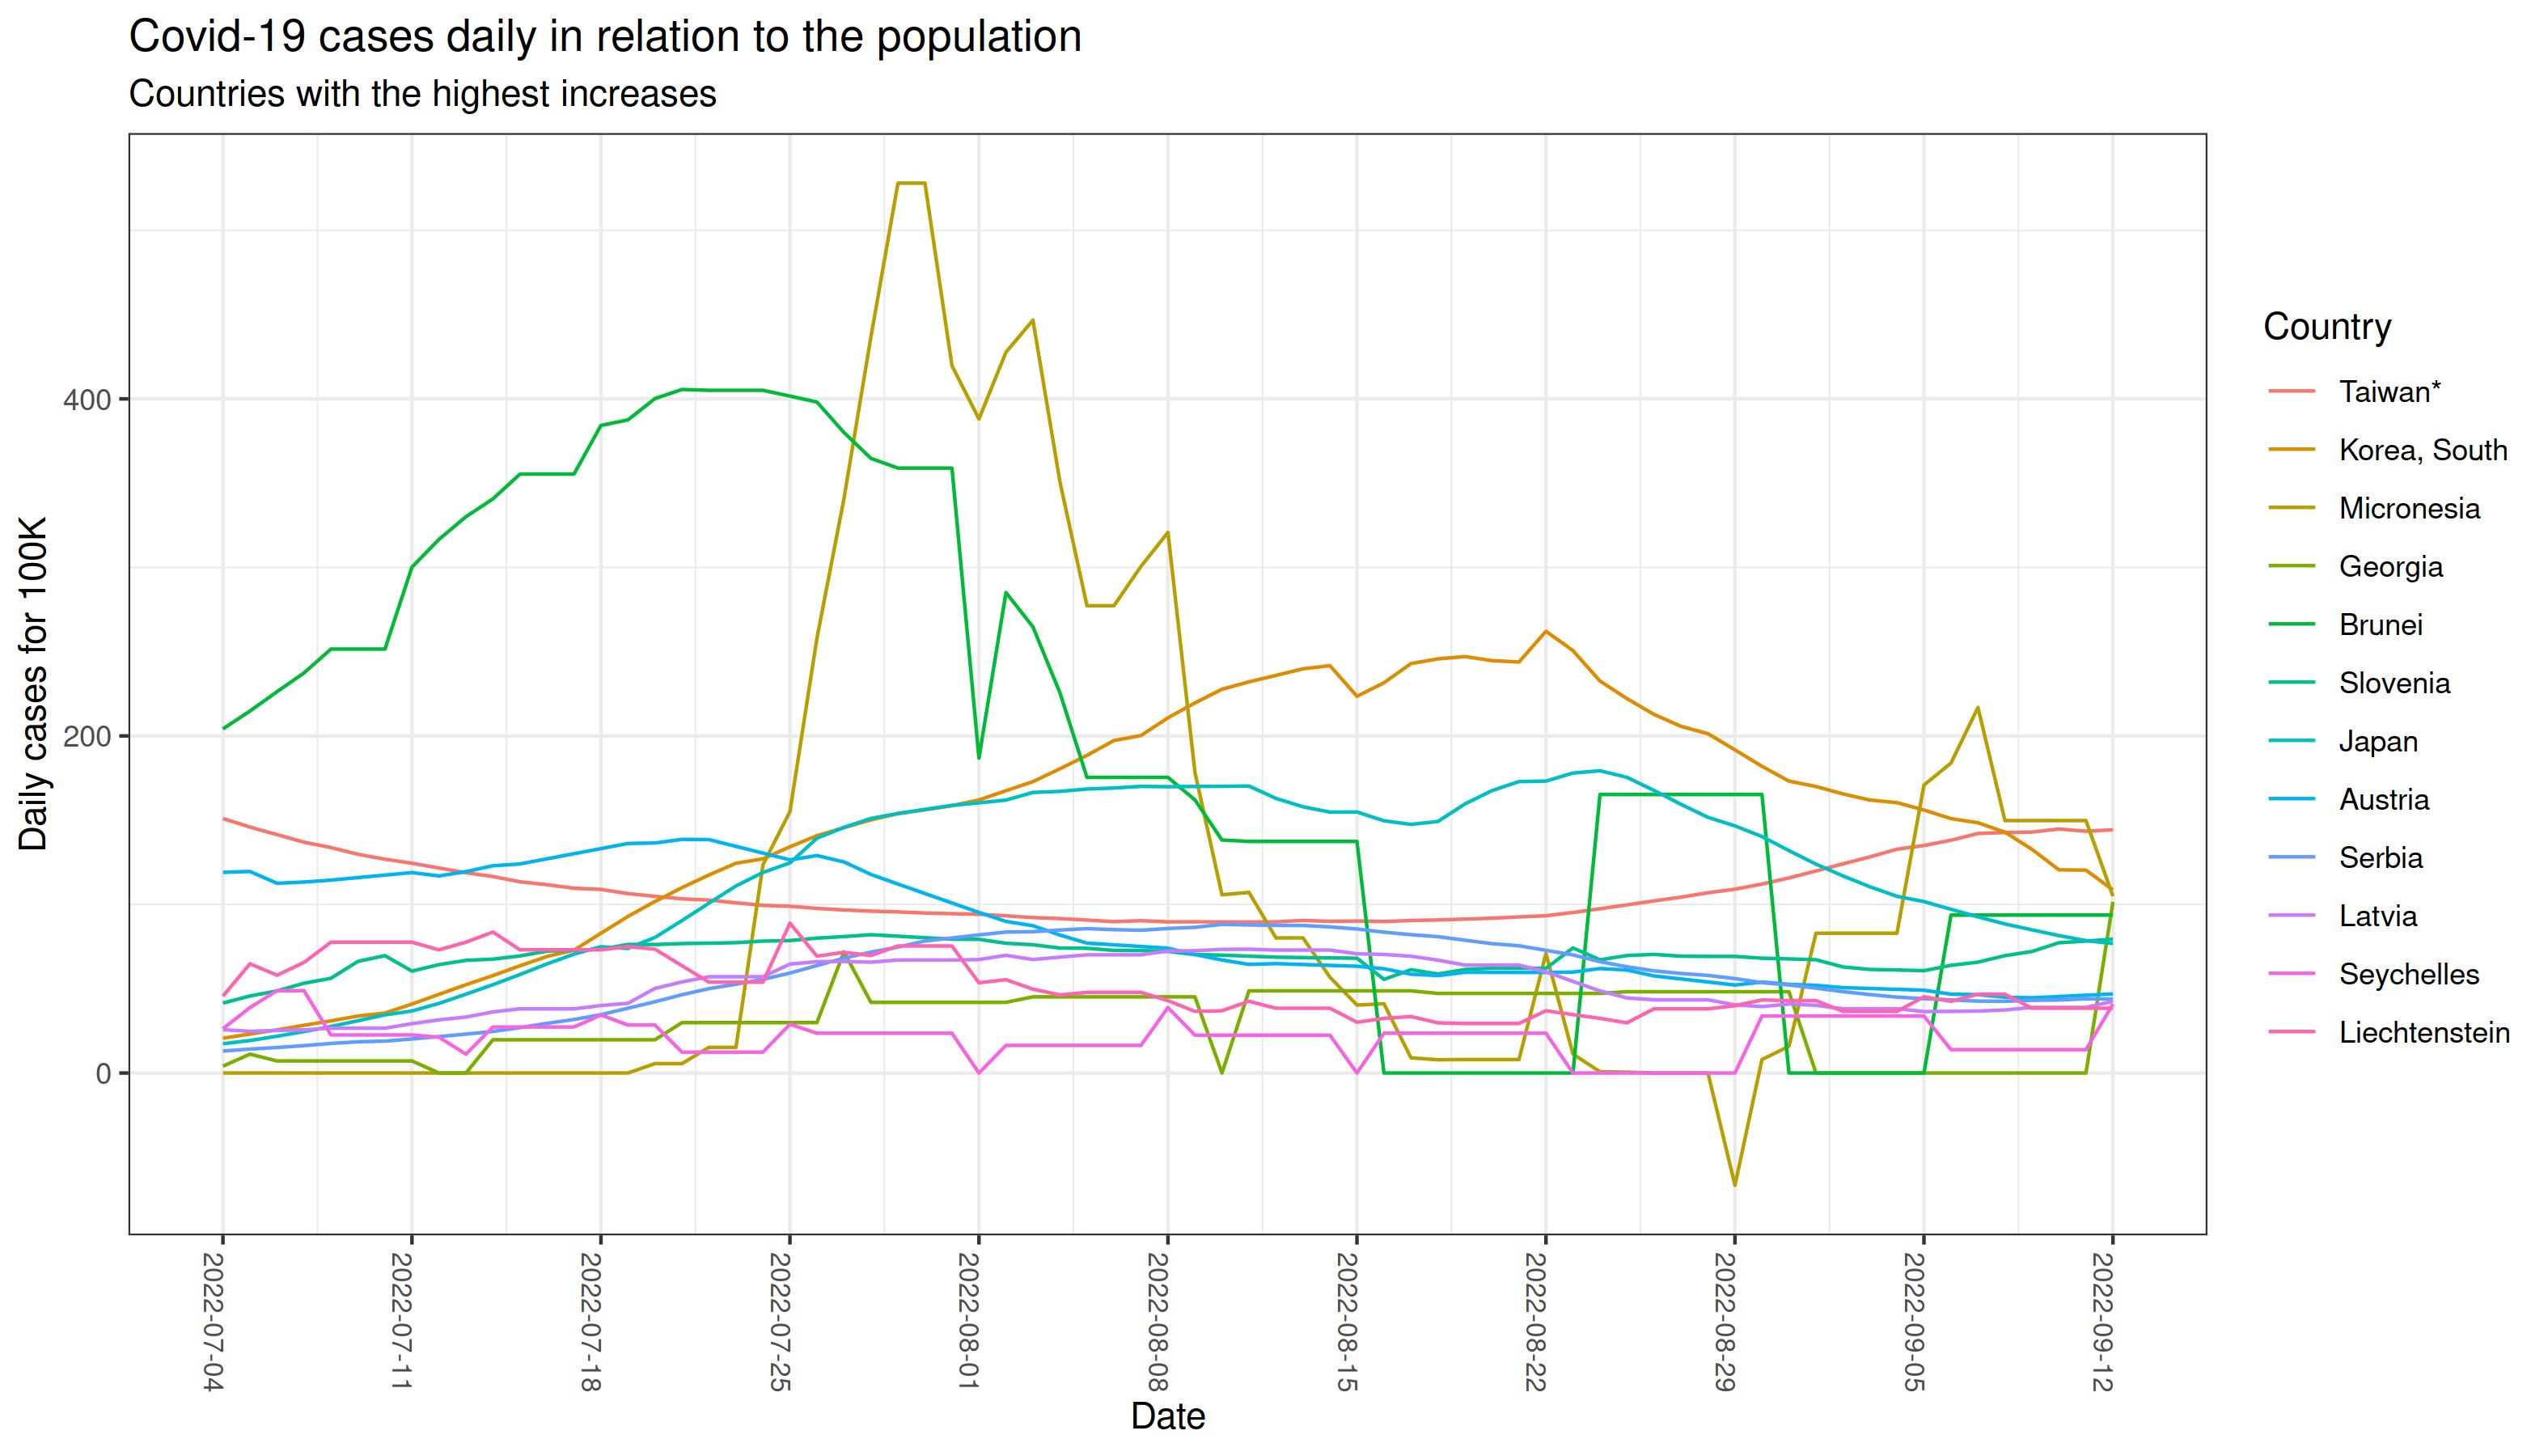 Covid-19 cases daily in relation to the population
Countries with the highest increases
Daily cases for 100K
400
200
0
2022-07-04
2022-07-11
2022-07-18
2022-07-25
2022-08-01
2022-08-08
2022-08-15
2022-08-22
2022-08-29
2022-09-05
2022-09-12
Date
Country
Taiwan*
Korea, South
Micronesia
Georgia
Brunei
Slovenia
Japan
Austria
Serbia
Latvia
Seychelles
Liechtenstein